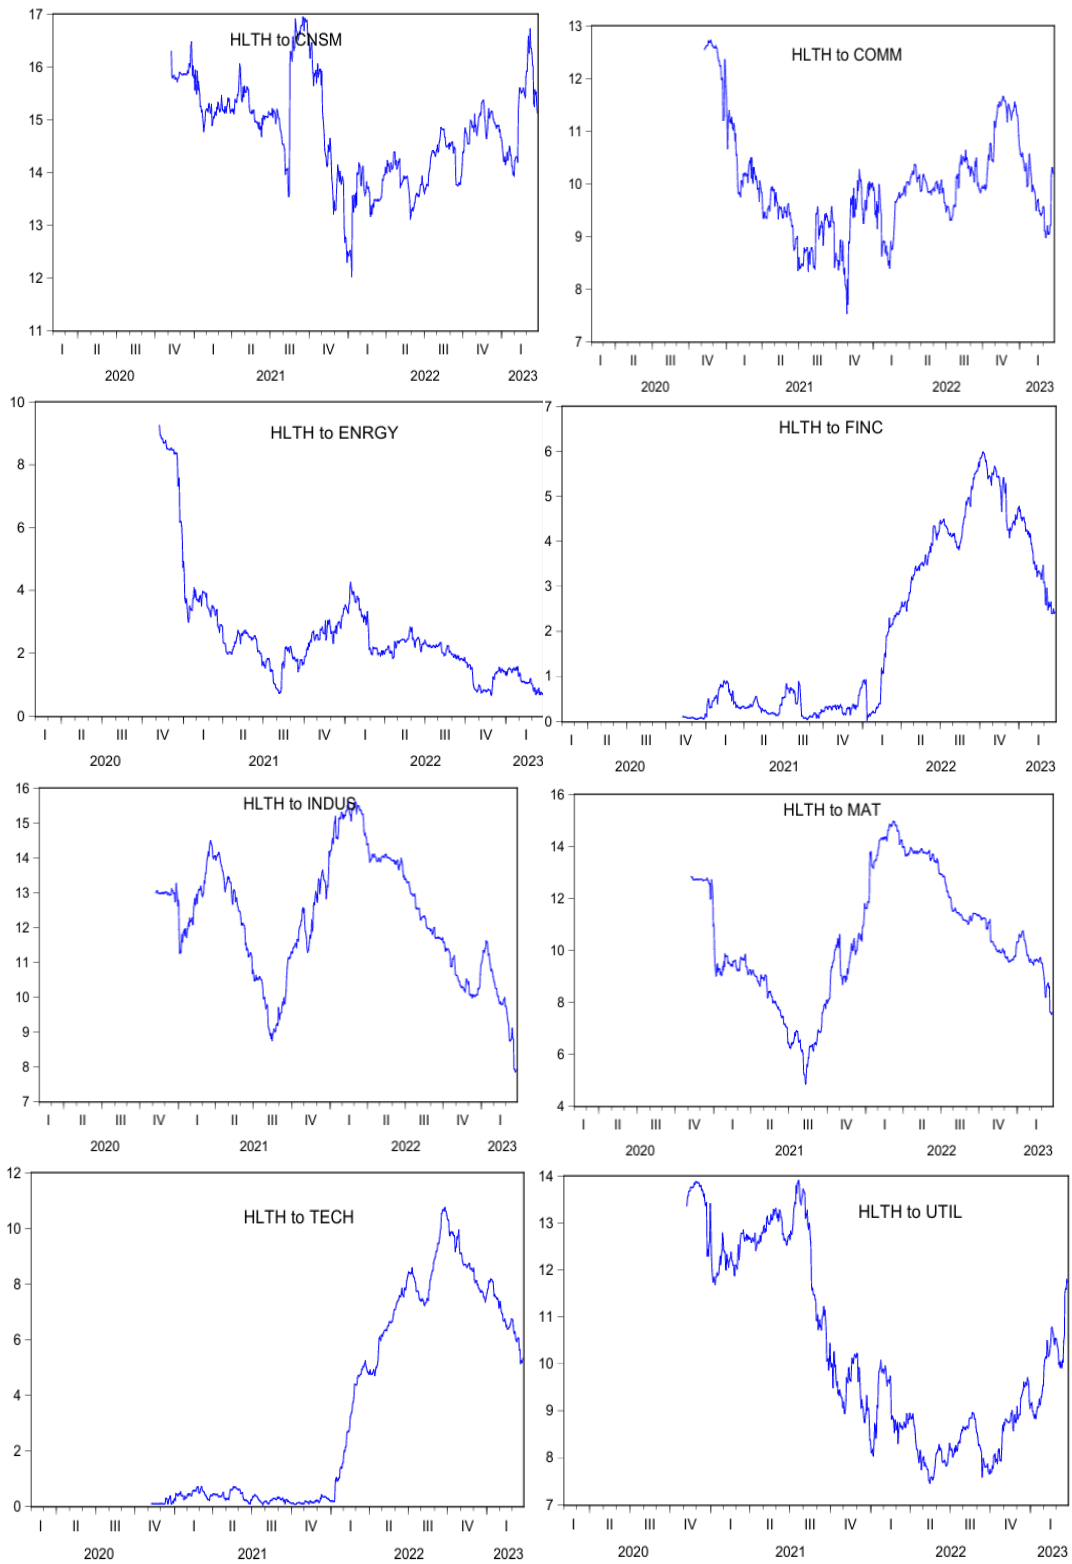 HLTH to CNSM
17
16
15
14
13
12
11
I II III IV I II III IV I II III IV I
2020 2021 2022 2023
HLTH to COMM
13
12
11
10
9
8
7
I II III IV I II III IV I II III IV I
2020 2021 2022 2023
HLTH to ENRGY
10
8
6
4
2
0
I II III IV I II III IV I II III IV I
2020 2021 2022 2023
HLTH to FINC
7
6
5
4
3
2
1
0
I II III IV I II III IV I II III IV I
2020 2021 2022 2023
HLTH to INDUS
16
15
14
13
12
11
10
9
8
7
I II III IV I II III IV I II III IV I
2020 2021 2022 2023
HLTH to MAT
16
14
12
10
8
6
4
I II III IV I II III IV I II III IV I
2020 2021 2022 2023
HLTH to TECH
12
10
8
6
4
2
0
I II III IV I II III IV I II III IV I
2020 2021 2022 2023
HLTH to UTIL
14
13
12
11
10
9
8
7
I II III IV I II III IV I II III IV I
2020 2021 2022 2023